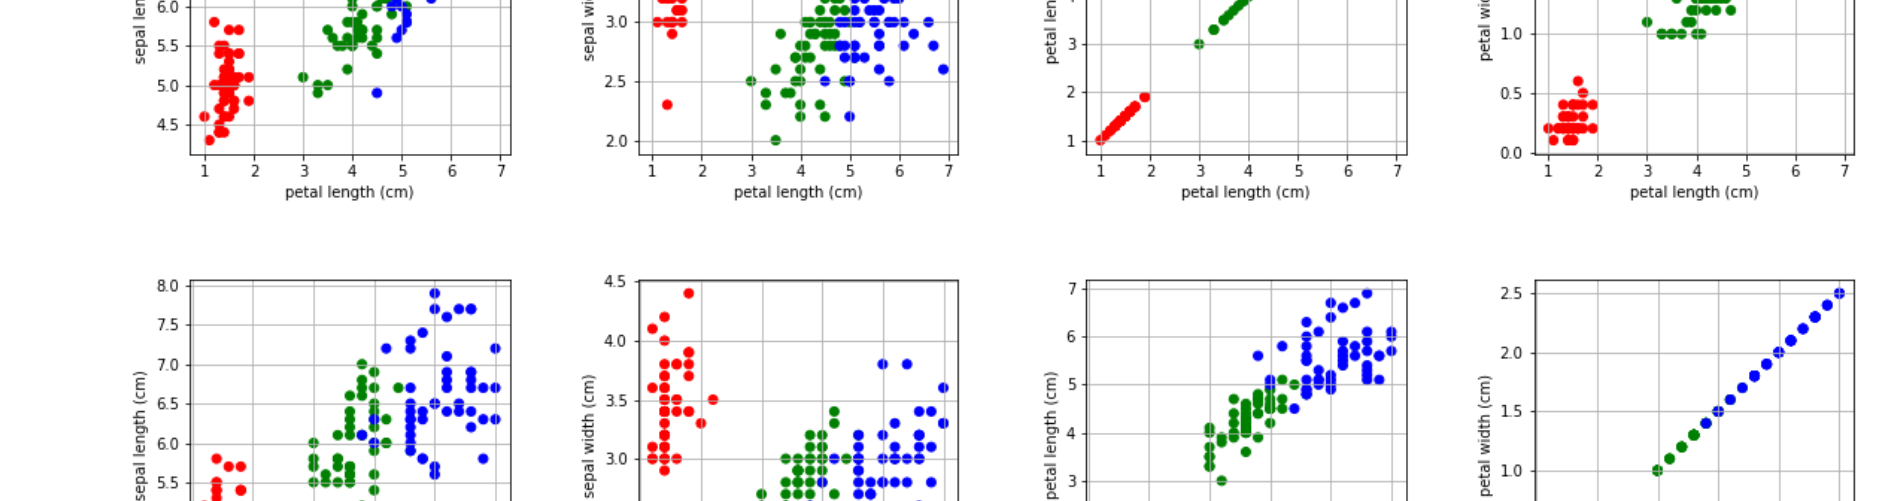 6.0
5.5
5.0
4.5
1 2 3 4 5 6 7
petal length (cm)
3.0
2.5
2.0
1 2 3 4 5 6 7
petal length (cm)
3
2
1
1 2 3 4 5 6 7
petal length (cm)
1.0
0.5
0.0
1 2 3 4 5 6 7
petal length (cm)
sepal length (cm)
8.0
7.5
7.0
6.5
6.0
5.5
sepal width (cm)
4.5
4.0
3.5
3.0
petal length (cm)
7
6
5
4
3
petal width (cm)
2.5
2.0
1.5
1.0